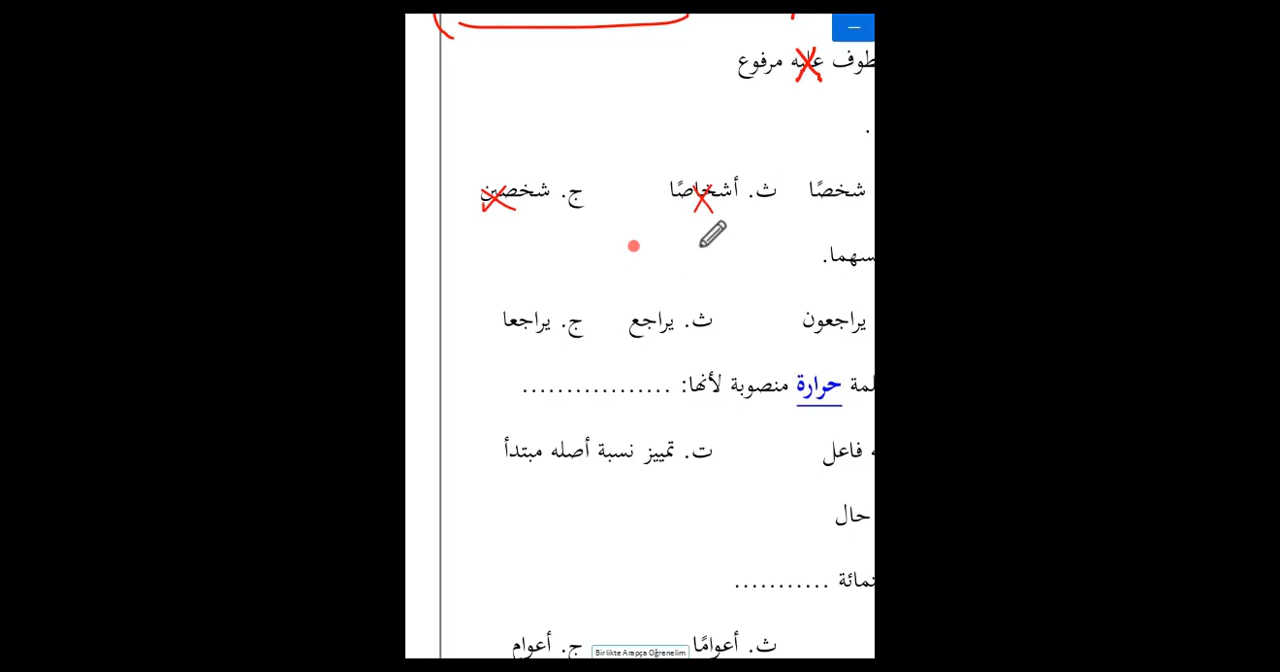 عليه مرفوع
.
شخصًا ث. أشخاصًا ج. شخصين
يراجعون ث. يراجع ج. يراجعا
حرارة منصوبة لأنها: .................
فاعل ت. تمييز نسبة أصله مبتدأ
حال
...........
ث. أعوامًا ج. أعوام
Birlikte Arapça Öğrenelim